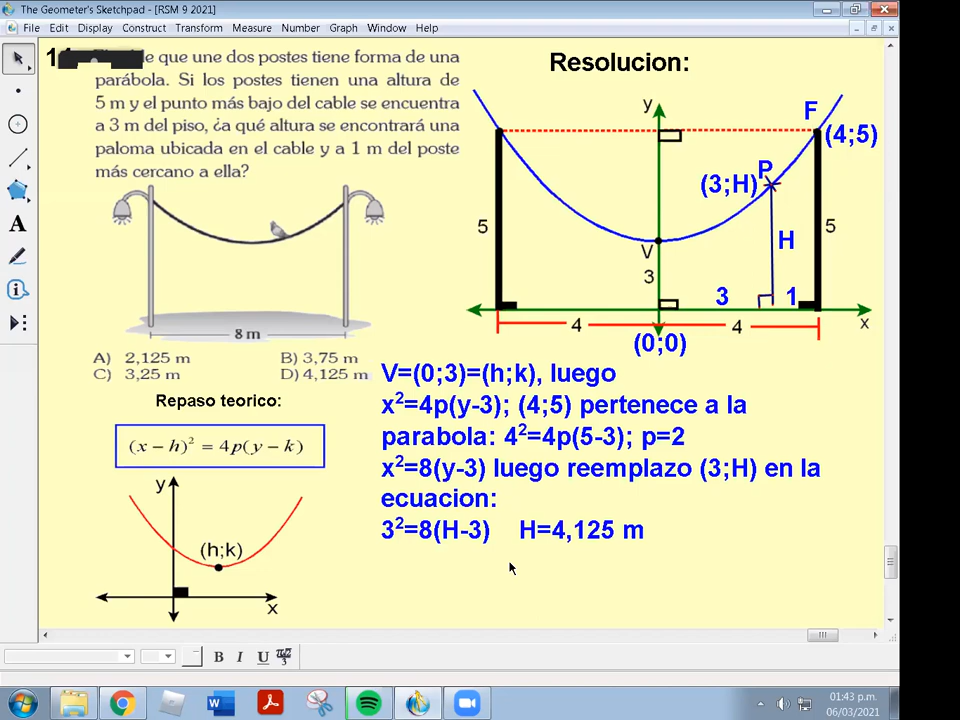 The Geometer's Sketchpad - [RSM 9 2021]
File Edit Display Construct Transform Measure Number Graph Window Help
que une dos postes tiene forma de una
parábola. Si los postes tienen una altura de
5 m y el punto más bajo del cable se encuentra
a 3 m del piso, ¿a qué altura se encontrará una
paloma ubicada en el cable y a 1 m del poste
más cercano a ella?
8 m
A) 2,125 m B) 3,75 m
C) 3,25 m D) 4,125 m
Repaso teorico:
(x − h)² = 4p(y − k)
y
(h;k)
x
Resolucion:
y
F
(4;5)
P
(3;H)
5
H
5
V
3
3
1
x
4
4
(0;0)
V=(0;3)=(h;k), luego
x²=4p(y-3); (4;5) pertenece a la
parabola: 4²=4p(5-3); p=2
x²=8(y-3) luego reemplazo (3;H) en la
ecuacion:
3²=8(H-3) H=4,125 m
A
B I U
01:43 p.m.
06/03/2021